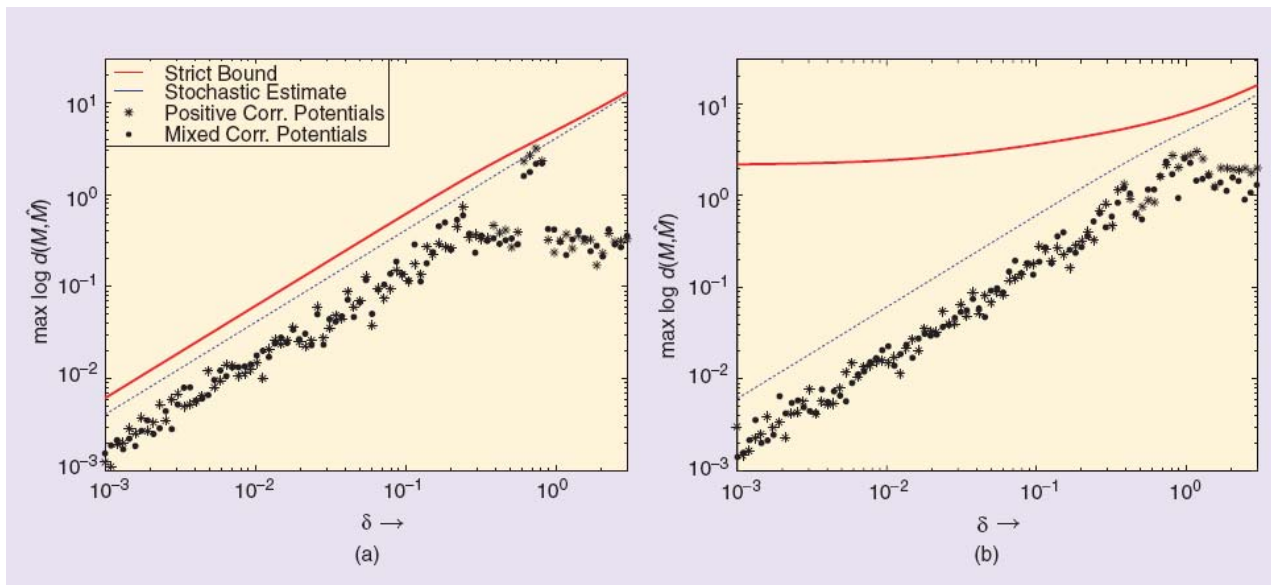 Strict Bound
Stochastic Estimate
Positive Corr. Potentials
Mixed Corr. Potentials
10^1
10^0
10^−1
10^−2
10^−3
max log d(M,M̂)
10^−3
10^−2
10^−1
10^0
δ →
(a)
10^1
10^0
10^−1
10^−2
10^−3
max log d(M,M̂)
10^−3
10^−2
10^−1
10^0
δ →
(b)